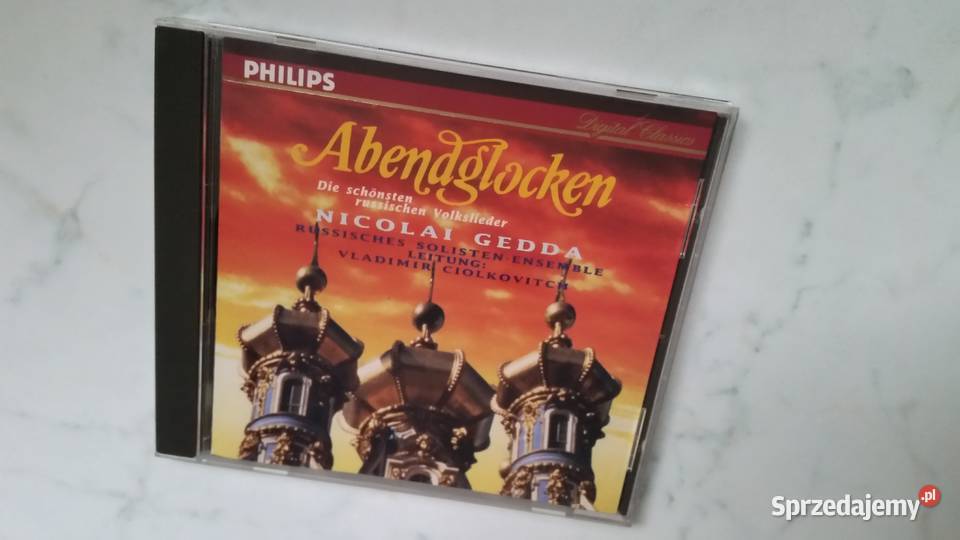 PHILIPS
Digital Classics
Abendglocken
Die schönsten
russischen Volkslieder
NICOLAI GEDDA
RUSSISCHES SOLISTEN-ENSEMBLE
LEITUNG:
VLADIMIR CIOLKOVITCH
Sprzedajemy.pl